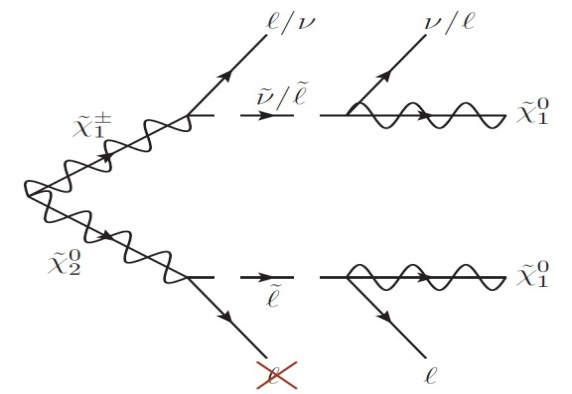 ℓ/ν ν/ℓ
ν̃/ℓ̃
χ̃₁± χ̃₁⁰
χ̃₂⁰ χ̃₁⁰
ℓ̃
ℓ ℓ